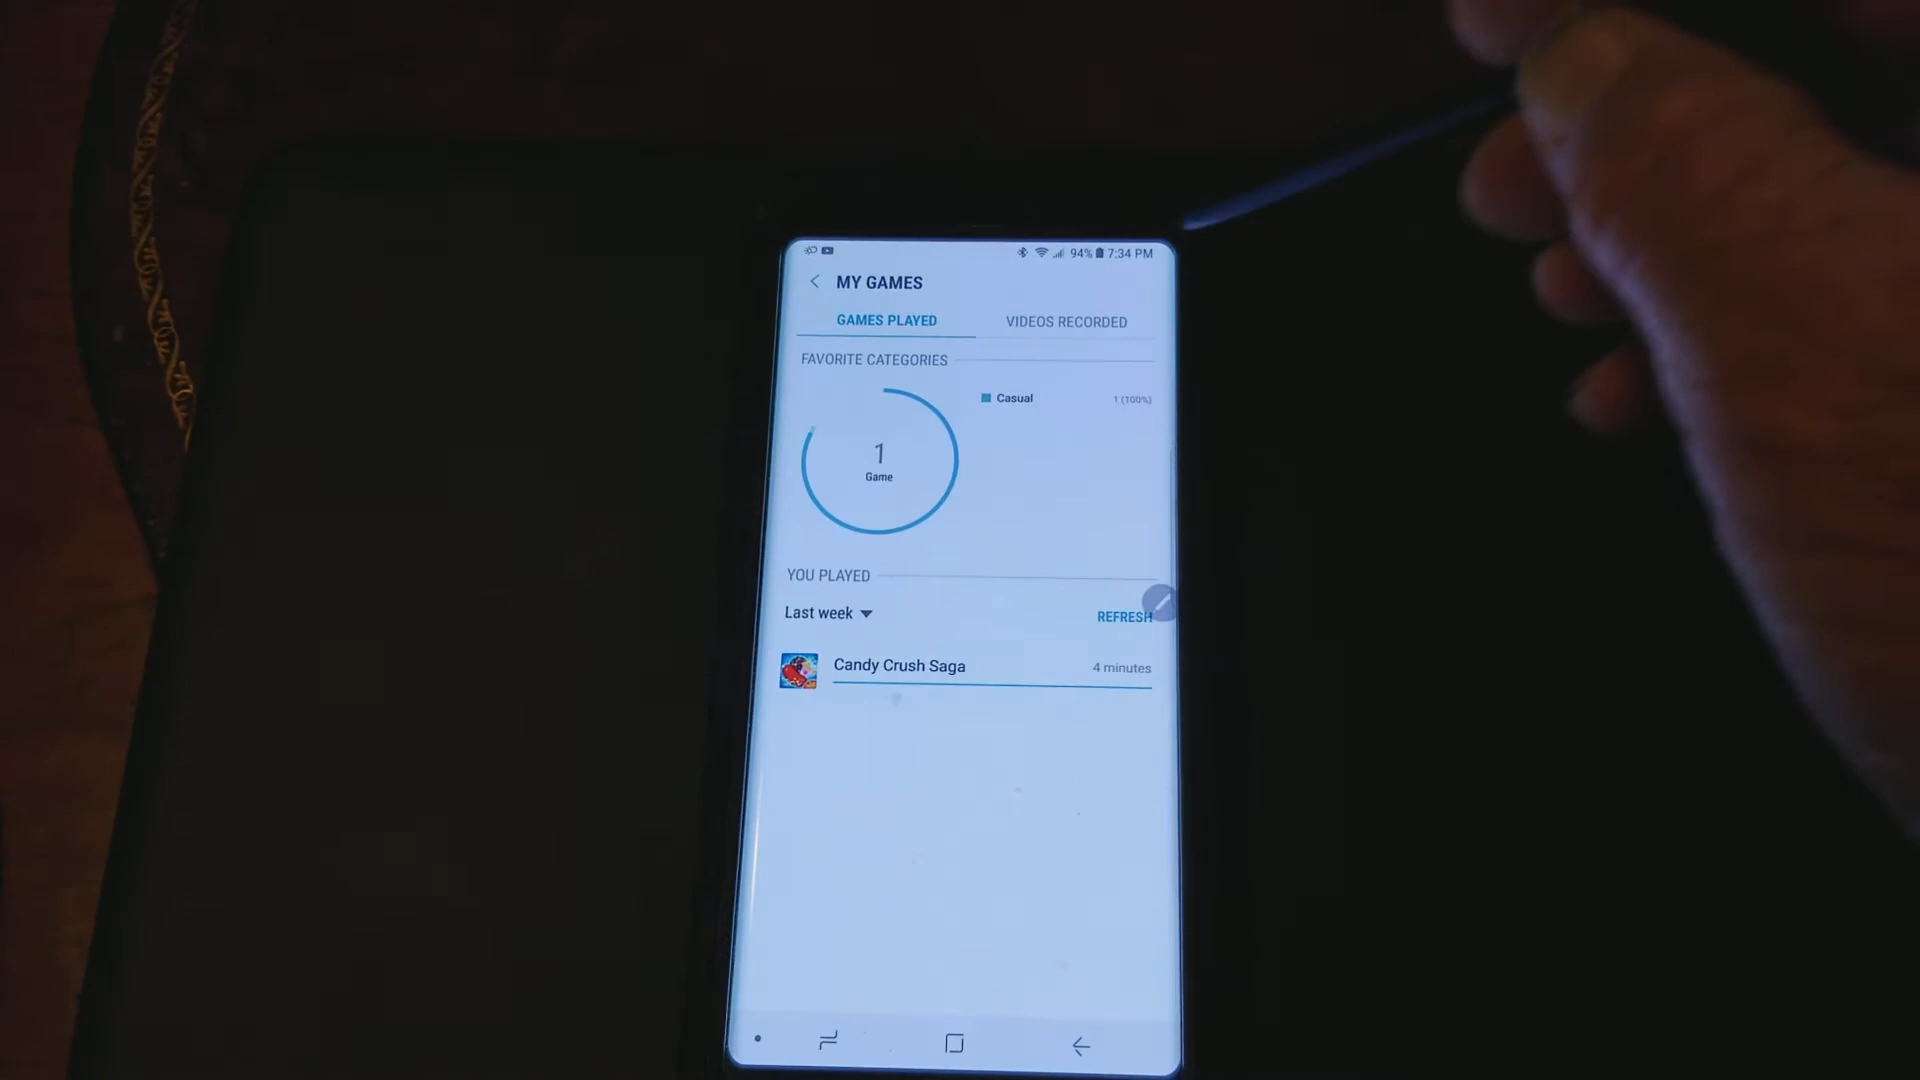 94% 7:34 PM
MY GAMES
GAMES PLAYED VIDEOS RECORDED
FAVORITE CATEGORIES
Casual 1 (100%)
1
Game
YOU PLAYED
Last week REFRESH
Candy Crush Saga 4 minutes